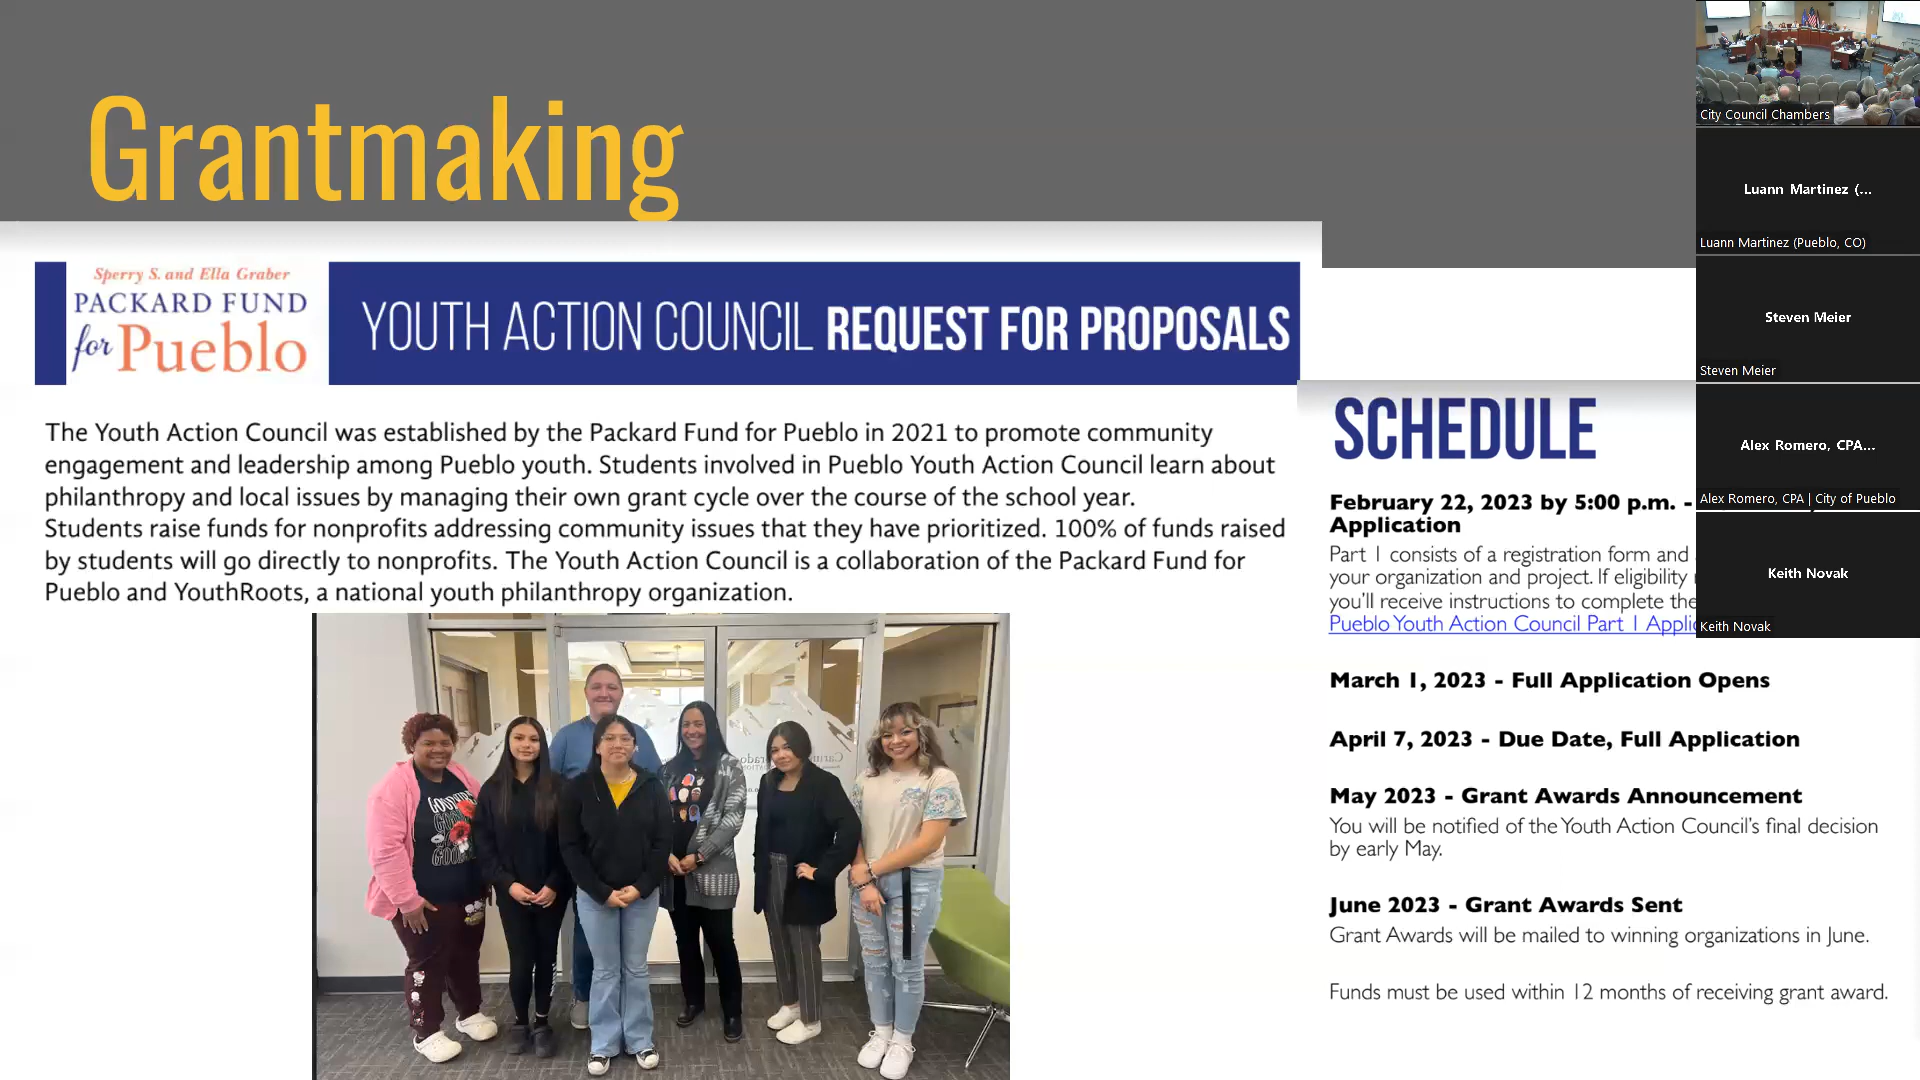 Grantmaking
Sperry S. and Ella Graber
PACKARD FUND
for Pueblo
YOUTH ACTION COUNCIL REQUEST FOR PROPOSALS
The Youth Action Council was established by the Packard Fund for Pueblo in 2021 to promote community
engagement and leadership among Pueblo youth. Students involved in Pueblo Youth Action Council learn about
philanthropy and local issues by managing their own grant cycle over the course of the school year.
Students raise funds for nonprofits addressing community issues that they have prioritized. 100% of funds raised
by students will go directly to nonprofits. The Youth Action Council is a collaboration of the Packard Fund for
Pueblo and YouthRoots, a national youth philanthropy organization.
SCHEDULE
February 22, 2023 by 5:00 p.m. -
Application
Part 1 consists of a registration form and
your organization and project. If eligibility
you'll receive instructions to complete the
Pueblo Youth Action Council Part 1
March 1, 2023 - Full Application Opens
April 7, 2023 - Due Date, Full Application
May 2023 - Grant Awards Announcement
You will be notified of the Youth Action Council's final decision
by early May.
June 2023 - Grant Awards Sent
Grant Awards will be mailed to winning organizations in June.
Funds must be used within 12 months of receiving grant award.
City Council Chambers
Luann Martinez (...
Luann Martinez (Pueblo, CO)
Steven Meier
Steven Meier
Alex Romero, CPA...
Alex Romero, CPA | City of Pueblo
Keith Novak
Keith Novak